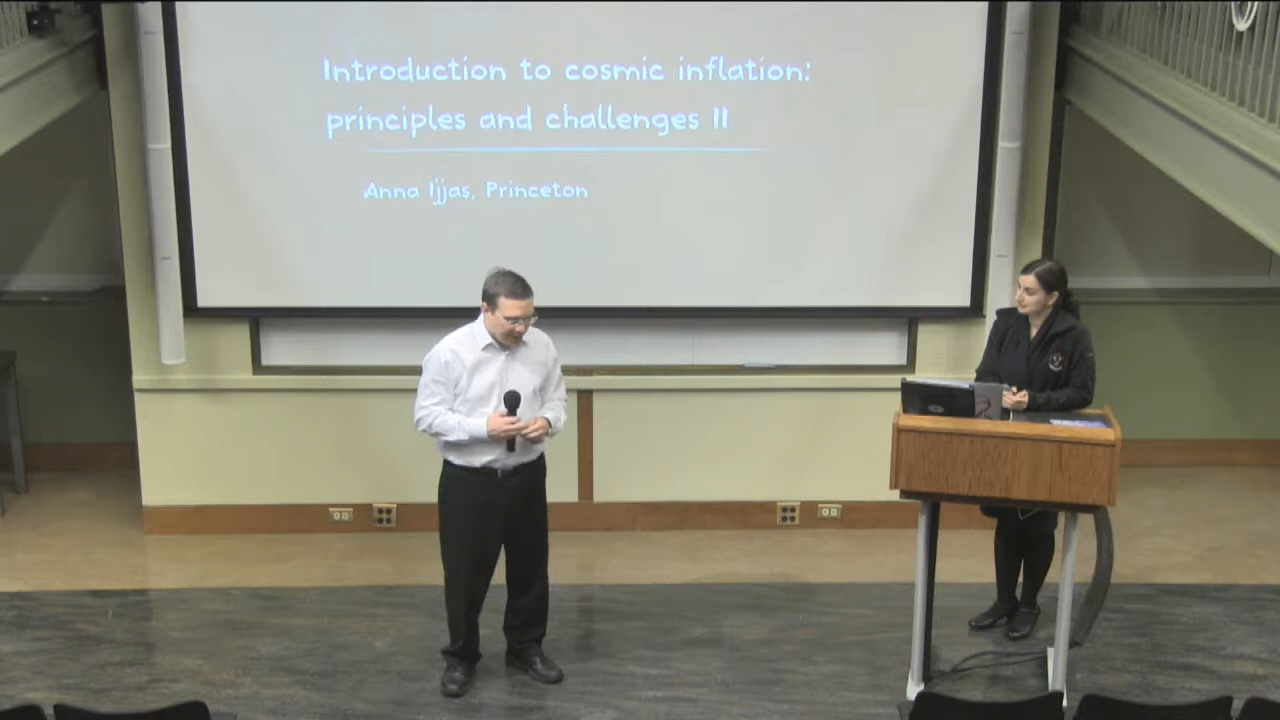 Introduction to cosmic inflation:
principles and challenges II
Anna Ijjas, Princeton